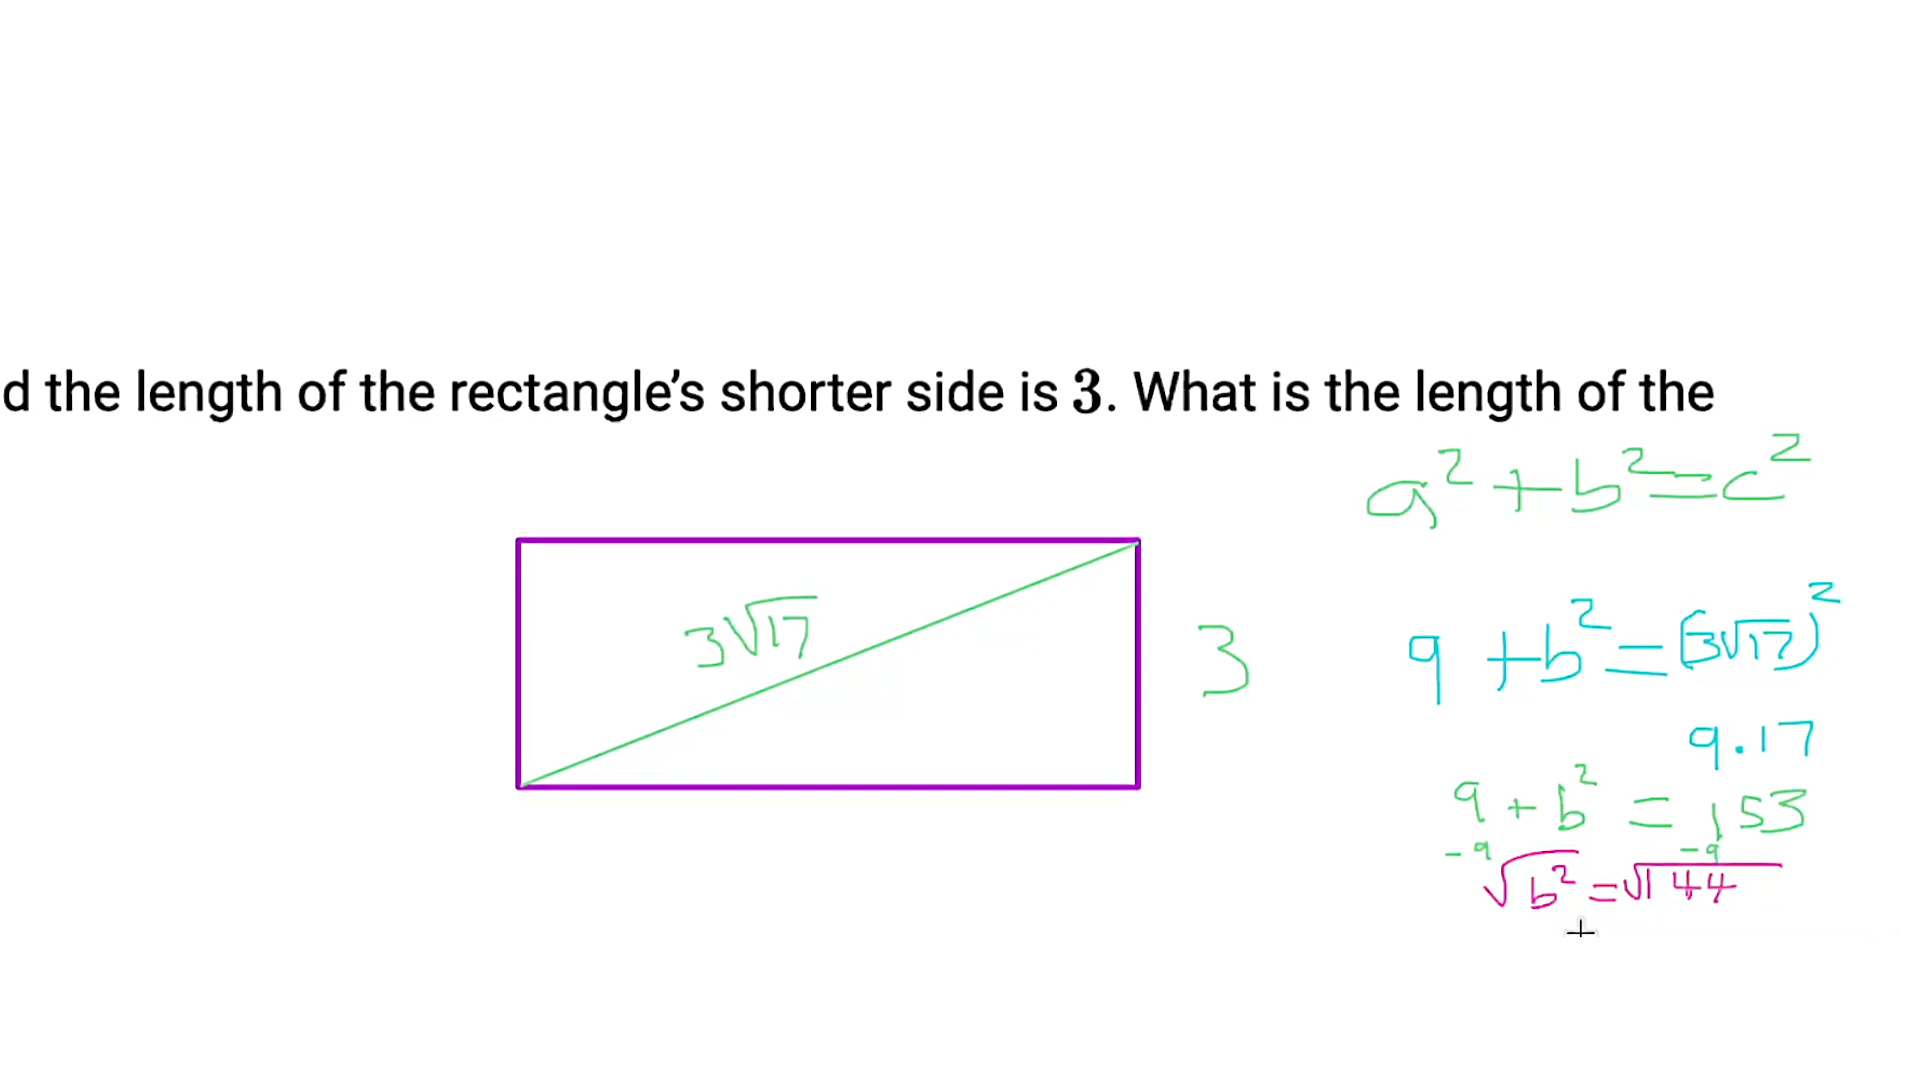 d the length of the rectangle’s shorter side is 3. What is the length of the
a² + b² = c²
3√17
3
9 + b² = (3√17)²
9.17
9 + b² = 153
-9 -9
√b² = √144